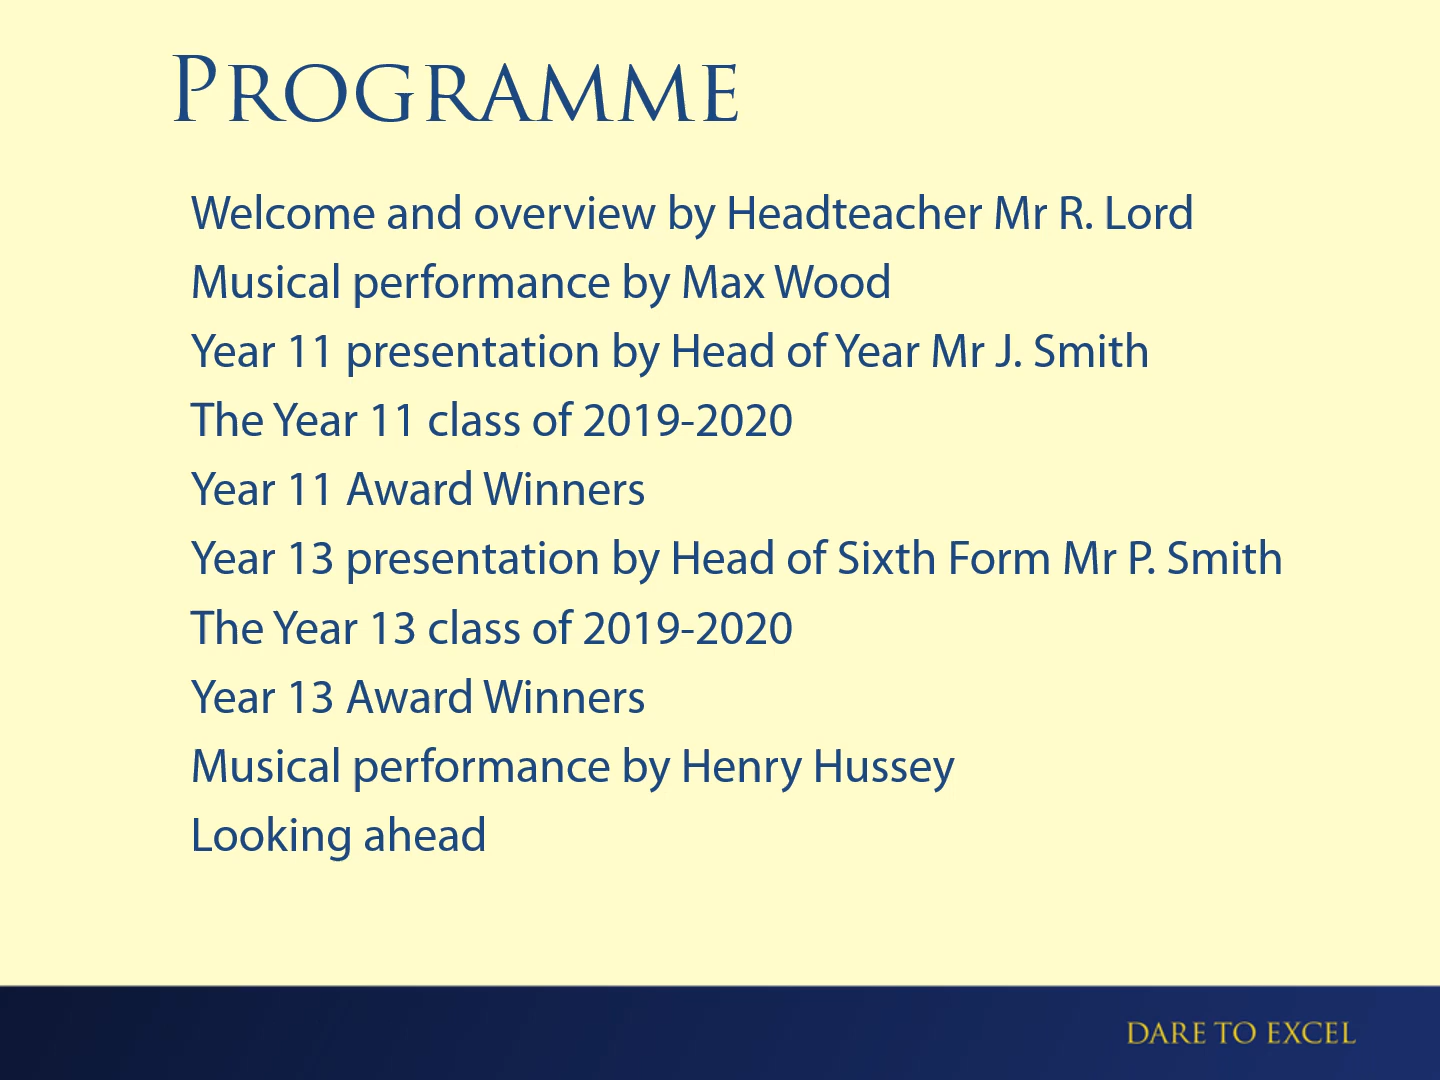 PROGRAMME
Welcome and overview by Headteacher Mr R. Lord
Musical performance by Max Wood
Year 11 presentation by Head of Year Mr J. Smith
The Year 11 class of 2019-2020
Year 11 Award Winners
Year 13 presentation by Head of Sixth Form Mr P. Smith
The Year 13 class of 2019-2020
Year 13 Award Winners
Musical performance by Henry Hussey
Looking ahead
DARE TO EXCEL